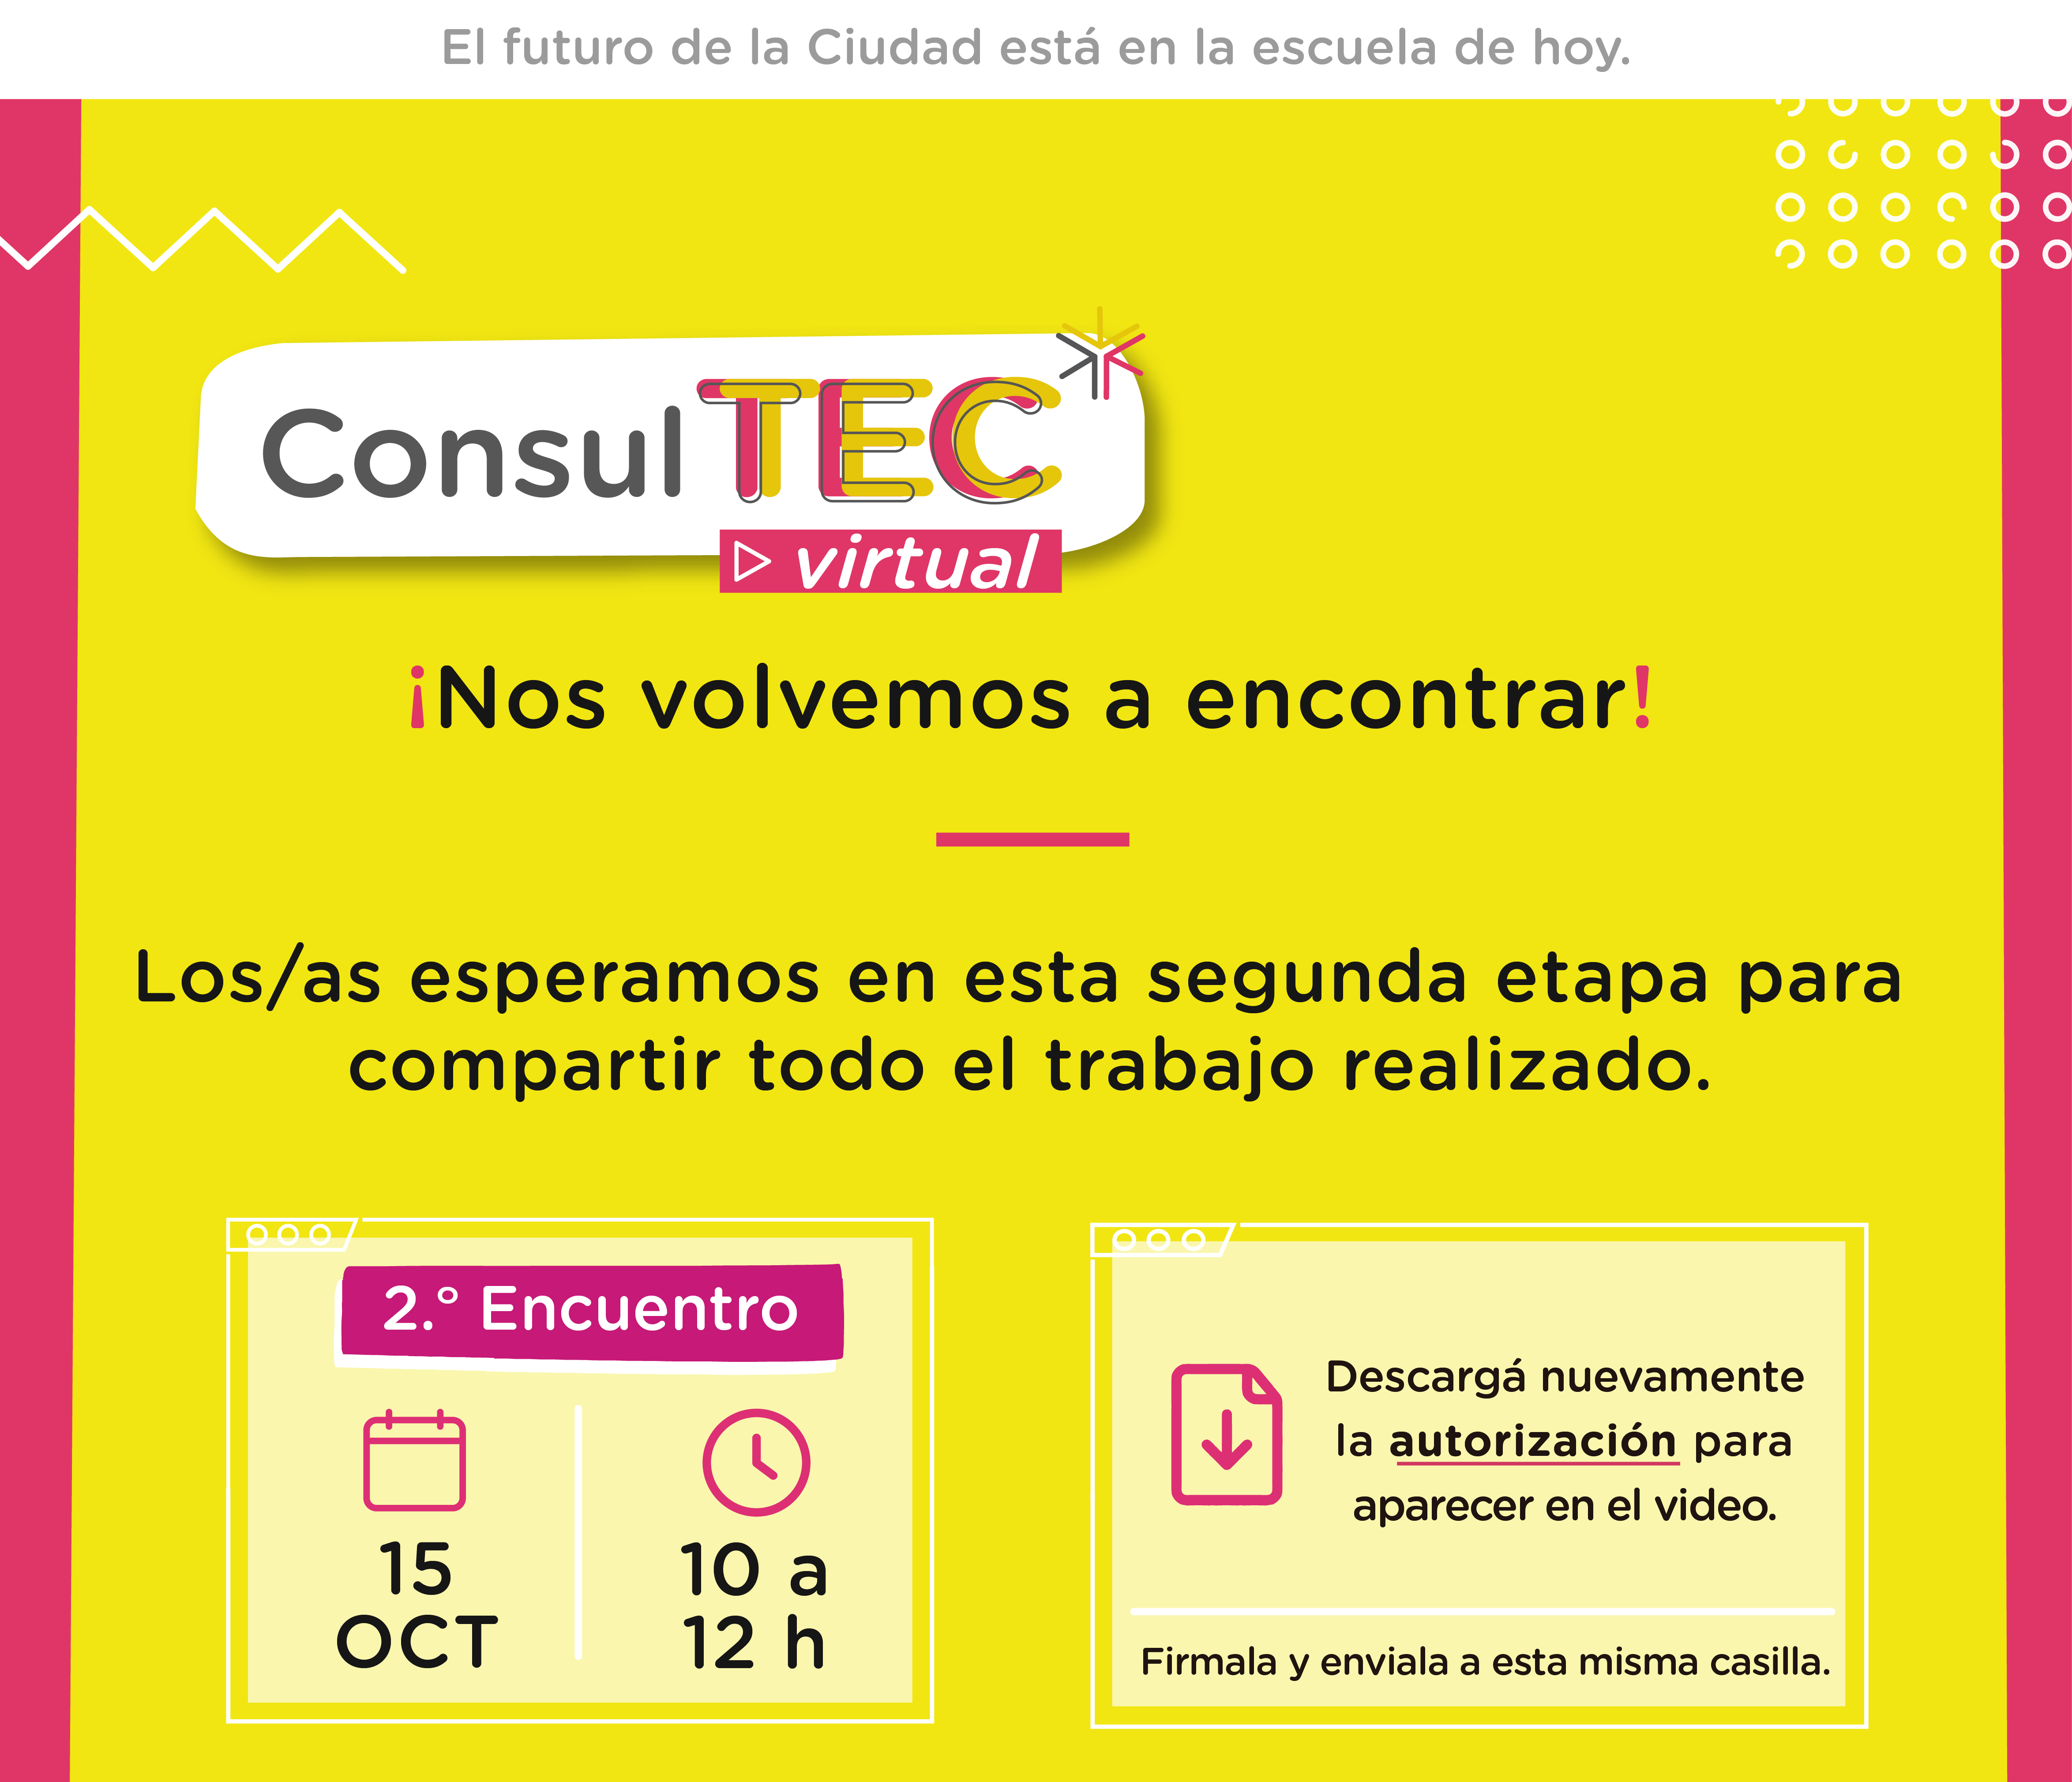 El futuro de la Ciudad está en la escuela de hoy.
ConsulTEC
virtual
¡Nos volvemos a encontrar!
Los/as esperamos en esta segunda etapa para
compartir todo el trabajo realizado.
2.° Encuentro
15
OCT
10 a
12 h
Descargá nuevamente
la autorización para
aparecer en el video.
Firmala y enviala a esta misma casilla.